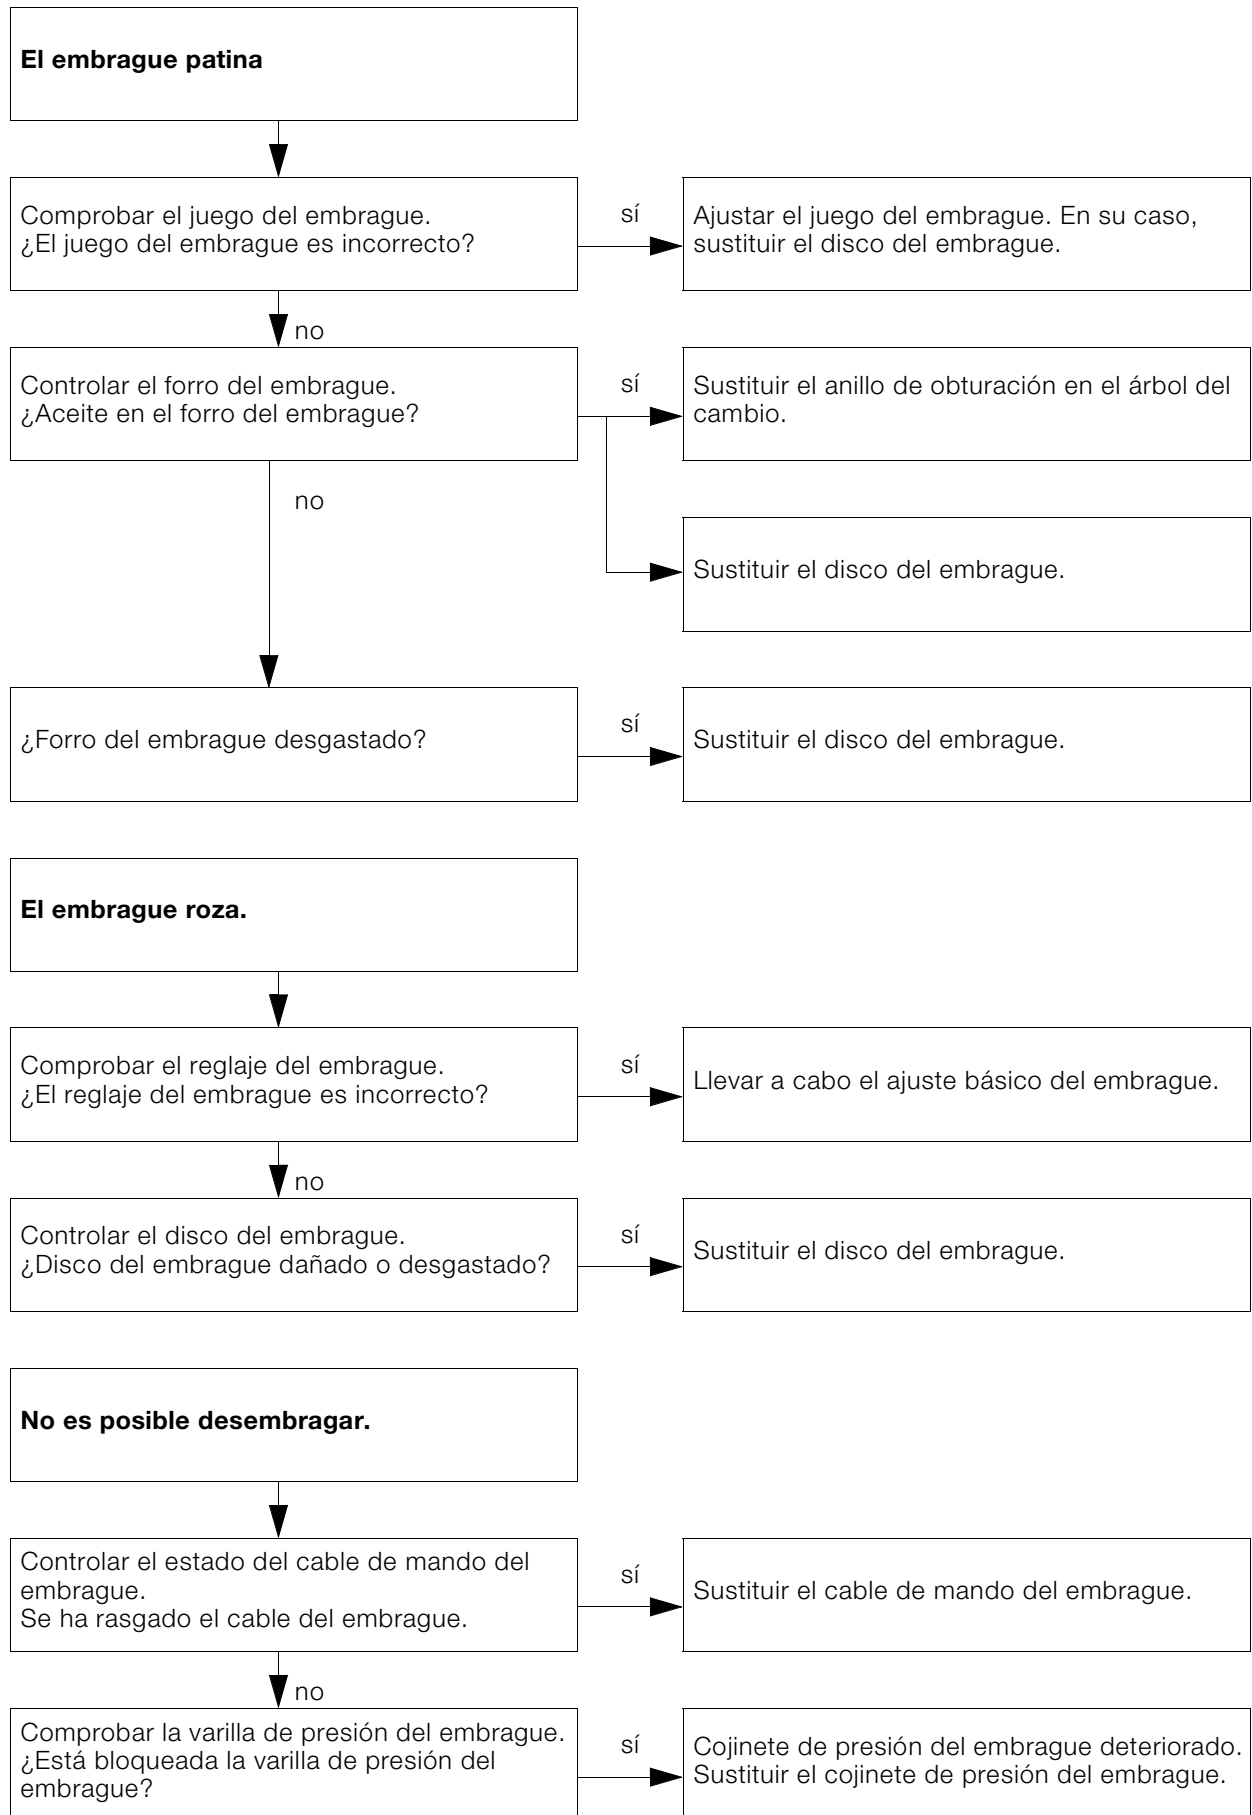 El embrague patina
Comprobar el juego del embrague.
¿El juego del embrague es incorrecto?
sí
Ajustar el juego del embrague. En su caso,
sustituir el disco del embrague.
no
Controlar el forro del embrague.
¿Aceite en el forro del embrague?
sí
Sustituir el anillo de obturación en el árbol del
cambio.
no
Sustituir el disco del embrague.
¿Forro del embrague desgastado?
sí
Sustituir el disco del embrague.
El embrague roza.
Comprobar el reglaje del embrague.
¿El reglaje del embrague es incorrecto?
sí
Llevar a cabo el ajuste básico del embrague.
no
Controlar el disco del embrague.
¿Disco del embrague dañado o desgastado?
sí
Sustituir el disco del embrague.
No es posible desembragar.
Controlar el estado del cable de mando del
embrague.
Se ha rasgado el cable del embrague.
sí
Sustituir el cable de mando del embrague.
no
Comprobar la varilla de presión del embrague.
¿Está bloqueada la varilla de presión del
embrague?
sí
Cojinete de presión del embrague deteriorado.
Sustituir el cojinete de presión del embrague.